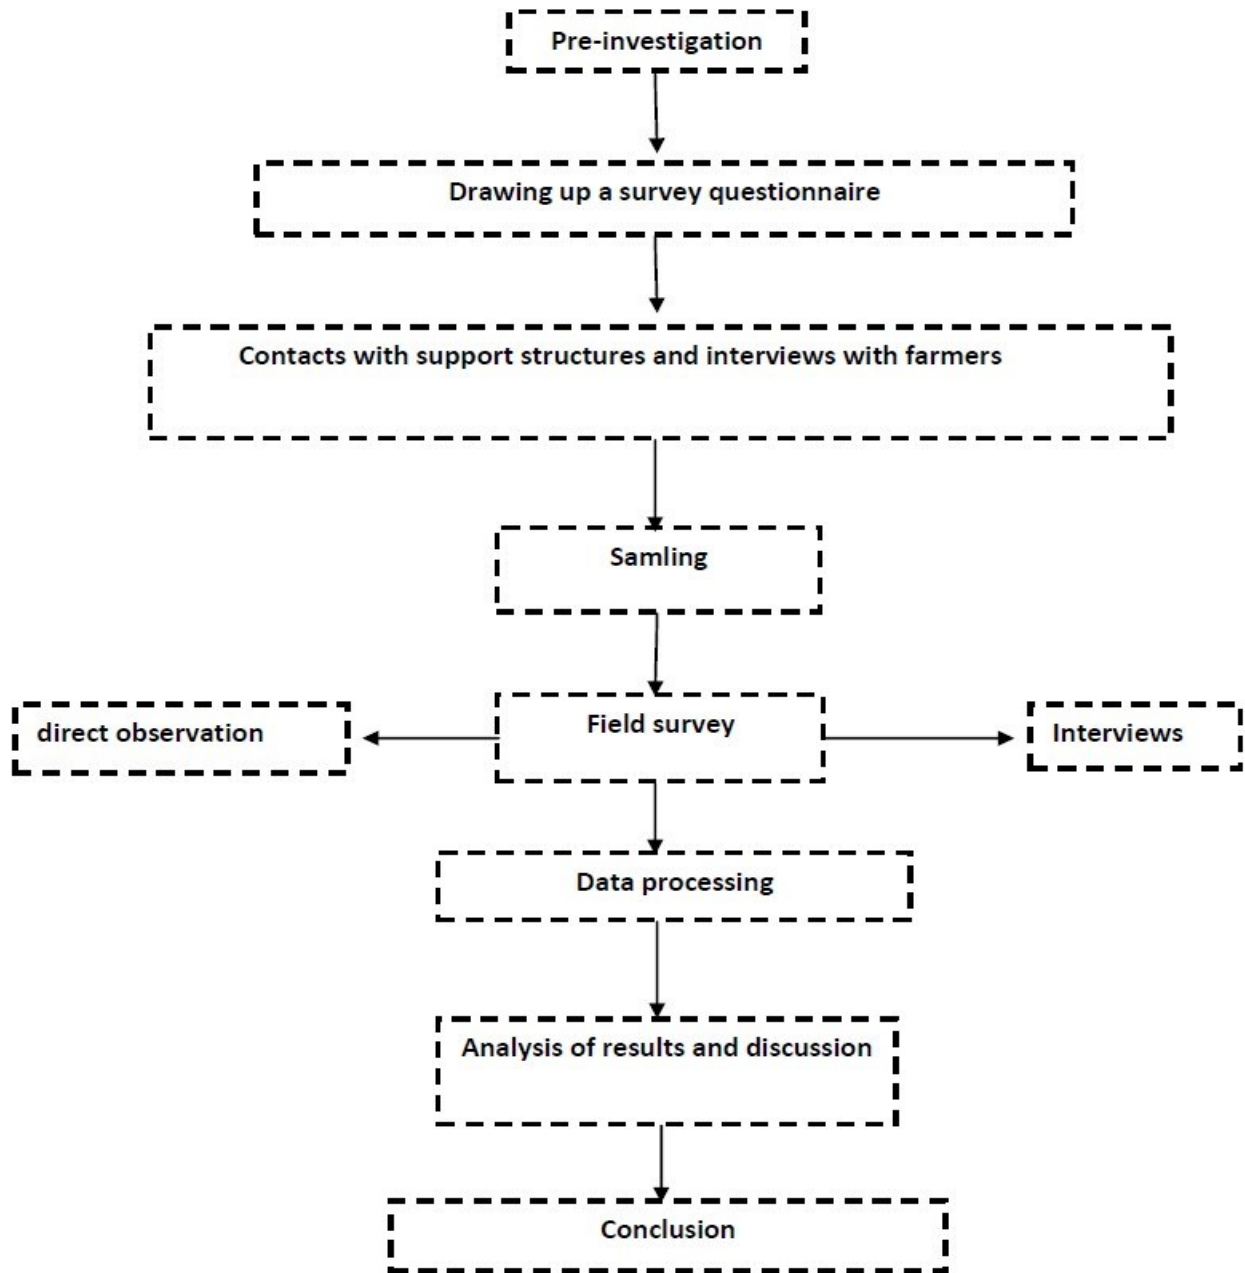 Pre-investigation
Drawing up a survey questionnaire
Contacts with support structures and interviews with farmers
Samling
direct observation
Field survey
Interviews
Data processing
Analysis of results and discussion
Conclusion